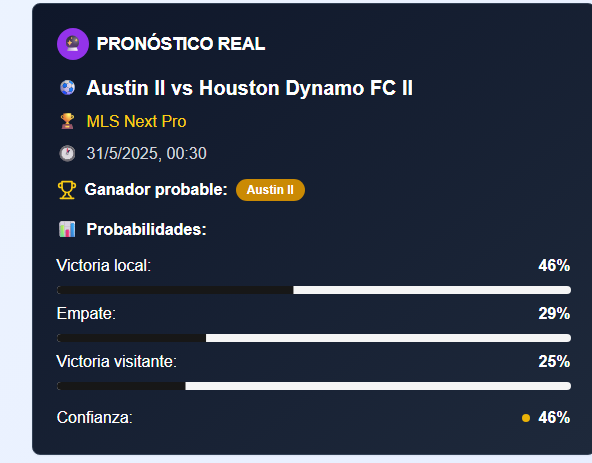 PRONÓSTICO REAL
Austin II vs Houston Dynamo FC II
MLS Next Pro
31/5/2025, 00:30
Ganador probable: Austin II
Probabilidades:
Victoria local: 46%
Empate: 29%
Victoria visitante: 25%
Confianza: 46%